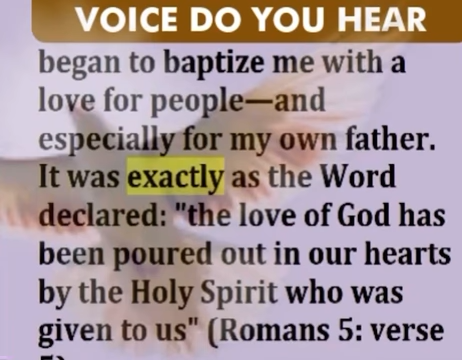 VOICE DO YOU HEAR
began to baptize me with a
love for people—and
especially for my own father.
It was exactly as the Word
declared: "the love of God has
been poured out in our hearts
by the Holy Spirit who was
given to us" (Romans 5: verse
5)